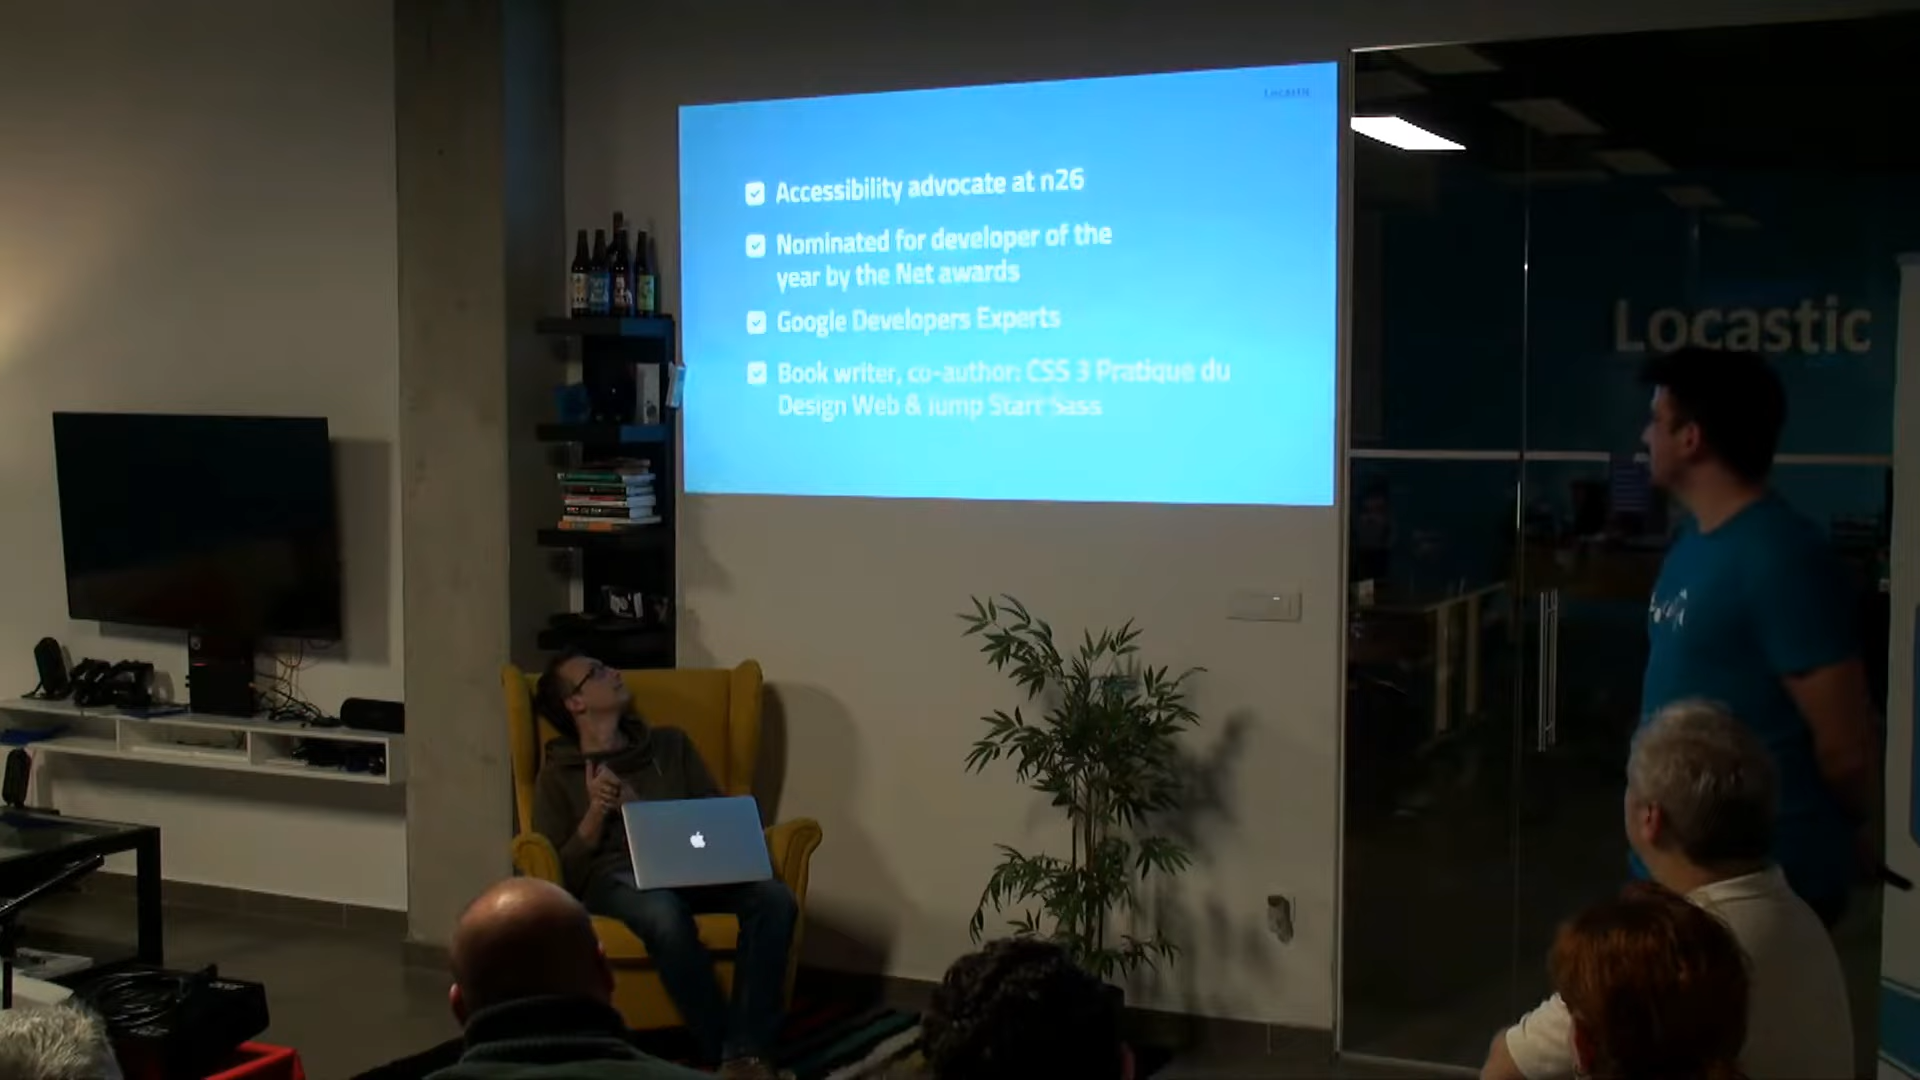 Locastic
Accessibility advocate at n26
Nominated for developer of the
year by the Net awards
Google Developers Experts
Book writer, co-author: CSS 3 Pratique du
Design Web & Jump Start Sass
Locastic